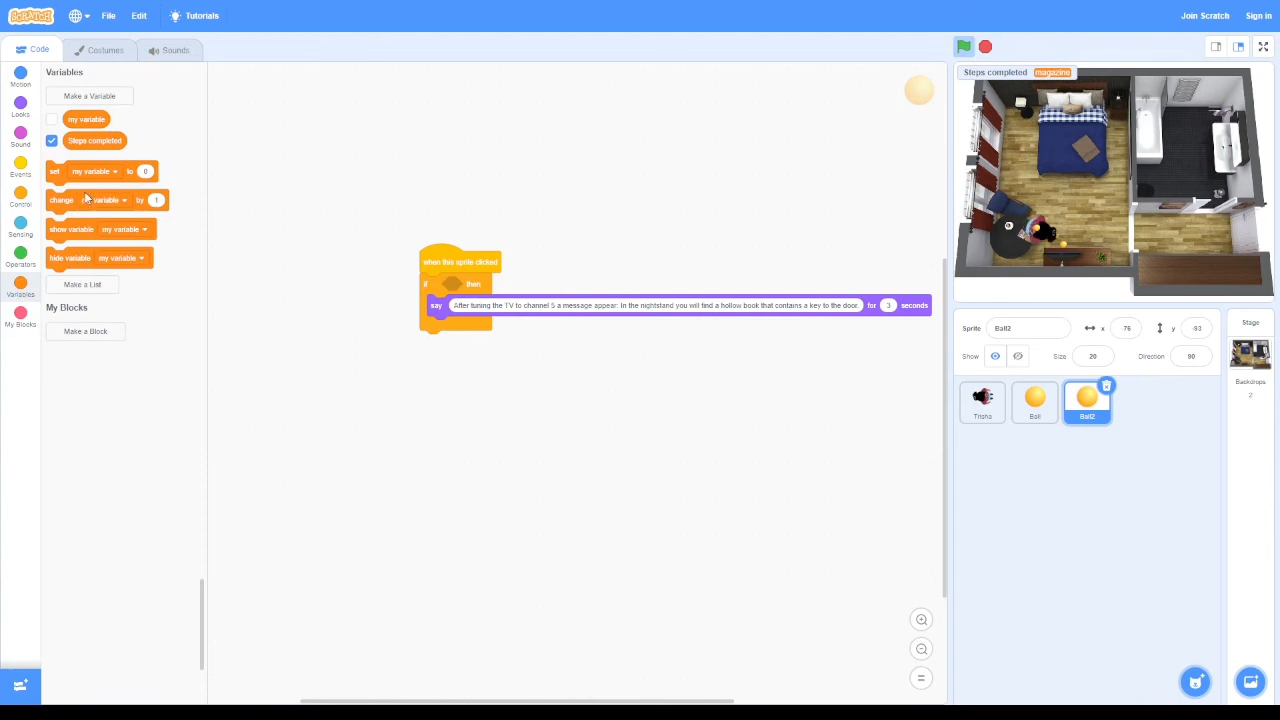 SCRATCH File Edit Tutorials Join Scratch Sign in
Code Costumes Sounds
Motion
Looks
Sound
Events
Control
Sensing
Operators
Variables
My Blocks
Variables
Make a Variable
my variable
Steps completed
set my variable to 0
change variable by 1
show variable my variable
hide variable my variable
Make a List
My Blocks
Make a Block
when this sprite clicked
if then
say After tuning the TV to channel 5 a message appear: In the nightstand you will find a hollow book that contains a key to the door. for 3 seconds
Steps completed magazine
Sprite Ball2 x -76 y -93
Show Size 20 Direction 90
Trisha Ball Ball2
Stage
Backdrops
2